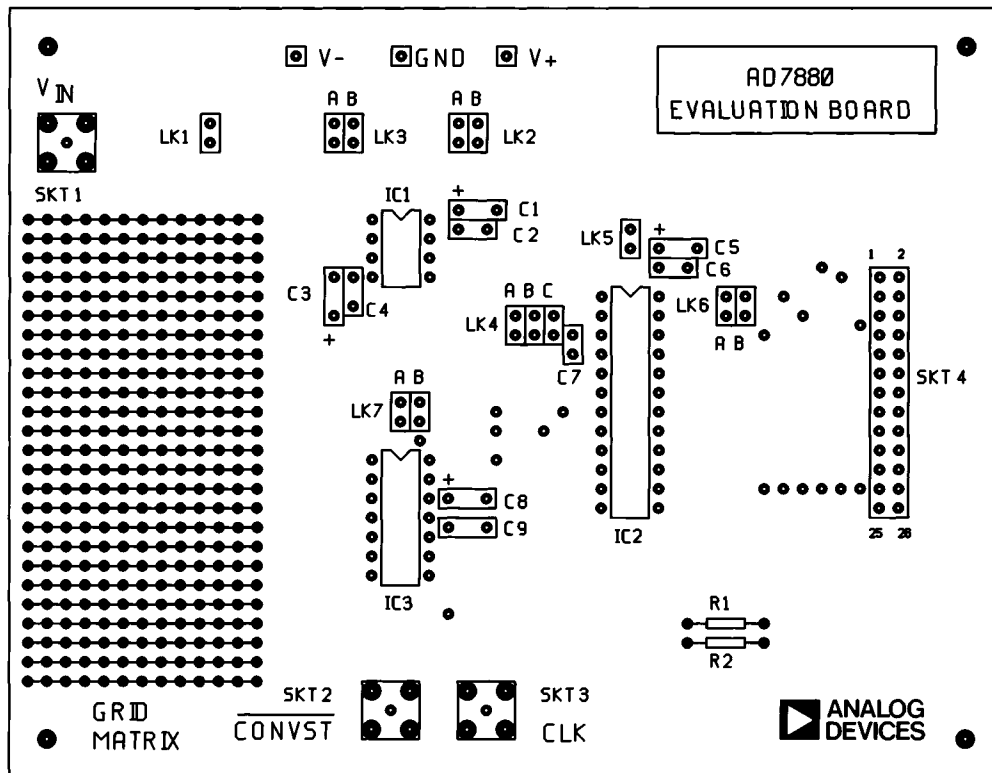 V- GND V+
AD7880
EVALUATION BOARD
VIN
A B
A B
LK1
LK3
LK2
SKT1
IC1
+
C1
C2
LK5
+
C5
C6
1 2
C3
C4
+
A B C
LK4
C7
LK6
A B
SKT4
A B
LK7
+
C8
C9
IC2
25 26
IC3
R1
R2
SKT2
CONVST
SKT3
CLK
GRID
MATRIX
ANALOG
DEVICES